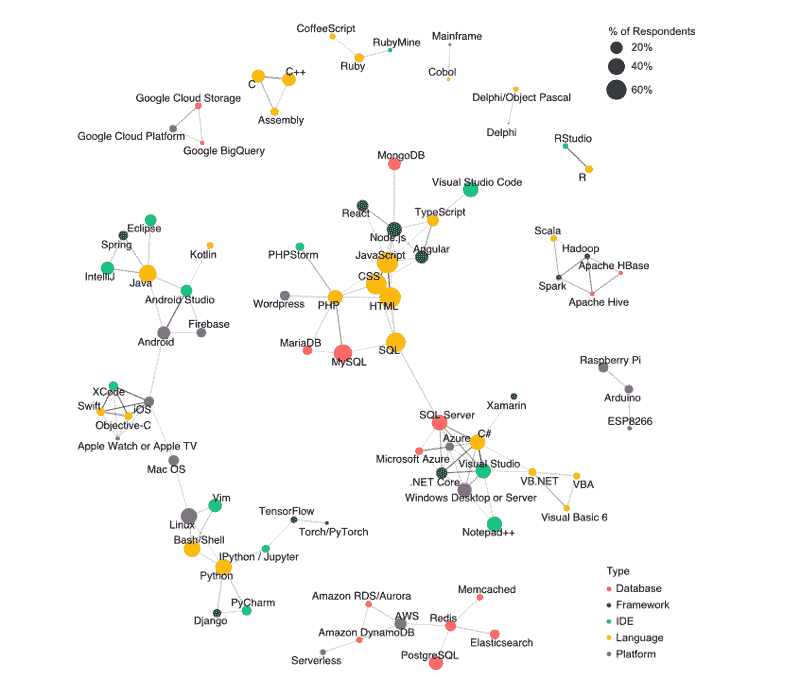 % of Respondents
20%
40%
60%
CoffeeScript
RubyMine
Ruby
Mainframe
Cobol
C
C++
Assembly
Google Cloud Storage
Google Cloud Platform
Google BigQuery
Delphi/Object Pascal
Delphi
RStudio
R
MongoDB
Visual Studio Code
React
TypeScript
Node.js
Angular
JavaScript
CSS
HTML
PHPStorm
Wordpress
PHP
MariaDB
MySQL
SQL
Eclipse
Spring
IntelliJ
Java
Kotlin
Android Studio
Firebase
Android
Scala
Hadoop
Apache HBase
Spark
Apache Hive
Raspberry Pi
Arduino
ESP8266
XCode
Swift
iOS
Objective-C
Apple Watch or Apple TV
Mac OS
Xamarin
SQL Server
C#
Azure
Microsoft Azure
Visual Studio
.NET Core
VB.NET
VBA
Windows Desktop or Server
Visual Basic 6
Notepad++
Vim
Linux
TensorFlow
Torch/PyTorch
Bash/Shell
IPython / Jupyter
Python
PyCharm
Django
Amazon RDS/Aurora
Memcached
AWS
Redis
Amazon DynamoDB
Elasticsearch
Serverless
PostgreSQL
Type
Database
Framework
IDE
Language
Platform